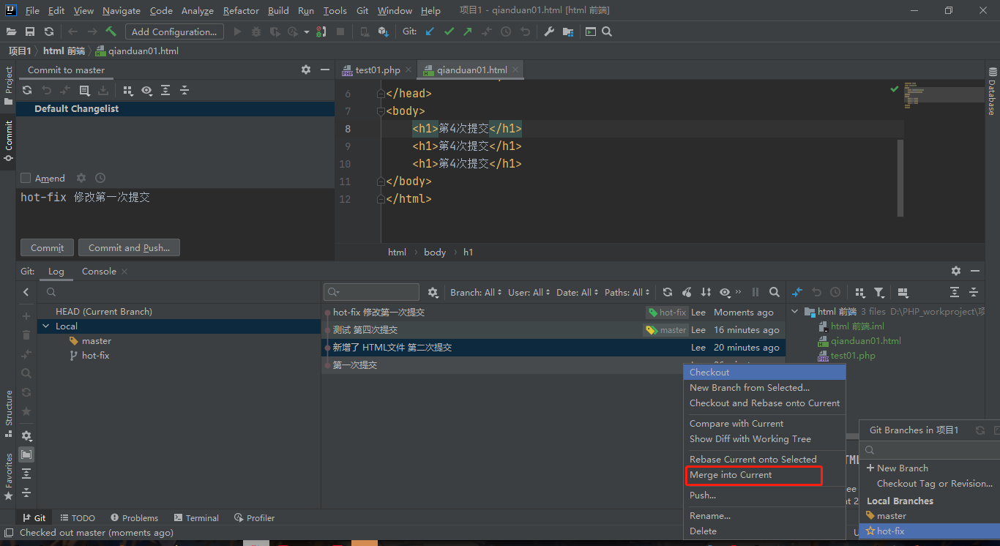 File Edit View Navigate Code Analyze Refactor Build Run Tools Git Window Help 项目1 - qianduan01.html [html 前端]
Add Configuration... Git:
项目1 html 前端 qianduan01.html
Project
Commit
Structure
Favorites
Commit to master
Default Changelist
Amend
hot-fix 修改第一次提交
Commit Commit and Push...
test01.php qianduan01.html
6 </head>
7 <body>
8 <h1>第4次提交</h1>
9 <h1>第4次提交</h1>
10 <h1>第4次提交</h1>
11 </body>
12 </html>
html body h1
Database
Git: Log Console
HEAD (Current Branch)
Local
master
hot-fix
Branch: All User: All Date: All Paths: All
hot-fix 修改第一次提交 hot-fix Lee Moments ago
测试 第四次提交 master Lee 16 minutes ago
新增了 HTML文件 第二次提交 Lee 20 minutes ago
第一次提交
html 前端 3 files D:\PHP_workproject\项
html 前端.iml
qianduan01.html
test01.php
Checkout
New Branch from Selected...
Checkout and Rebase onto Current
Compare with Current
Show Diff with Working Tree
Rebase Current onto Selected
Merge into Current
Push...
Rename...
Delete
Git Branches in 项目1
New Branch
Checkout Tag or Revision...
Local Branches
master
hot-fix
Git TODO Problems Terminal Profiler
Checked out master (moments ago)